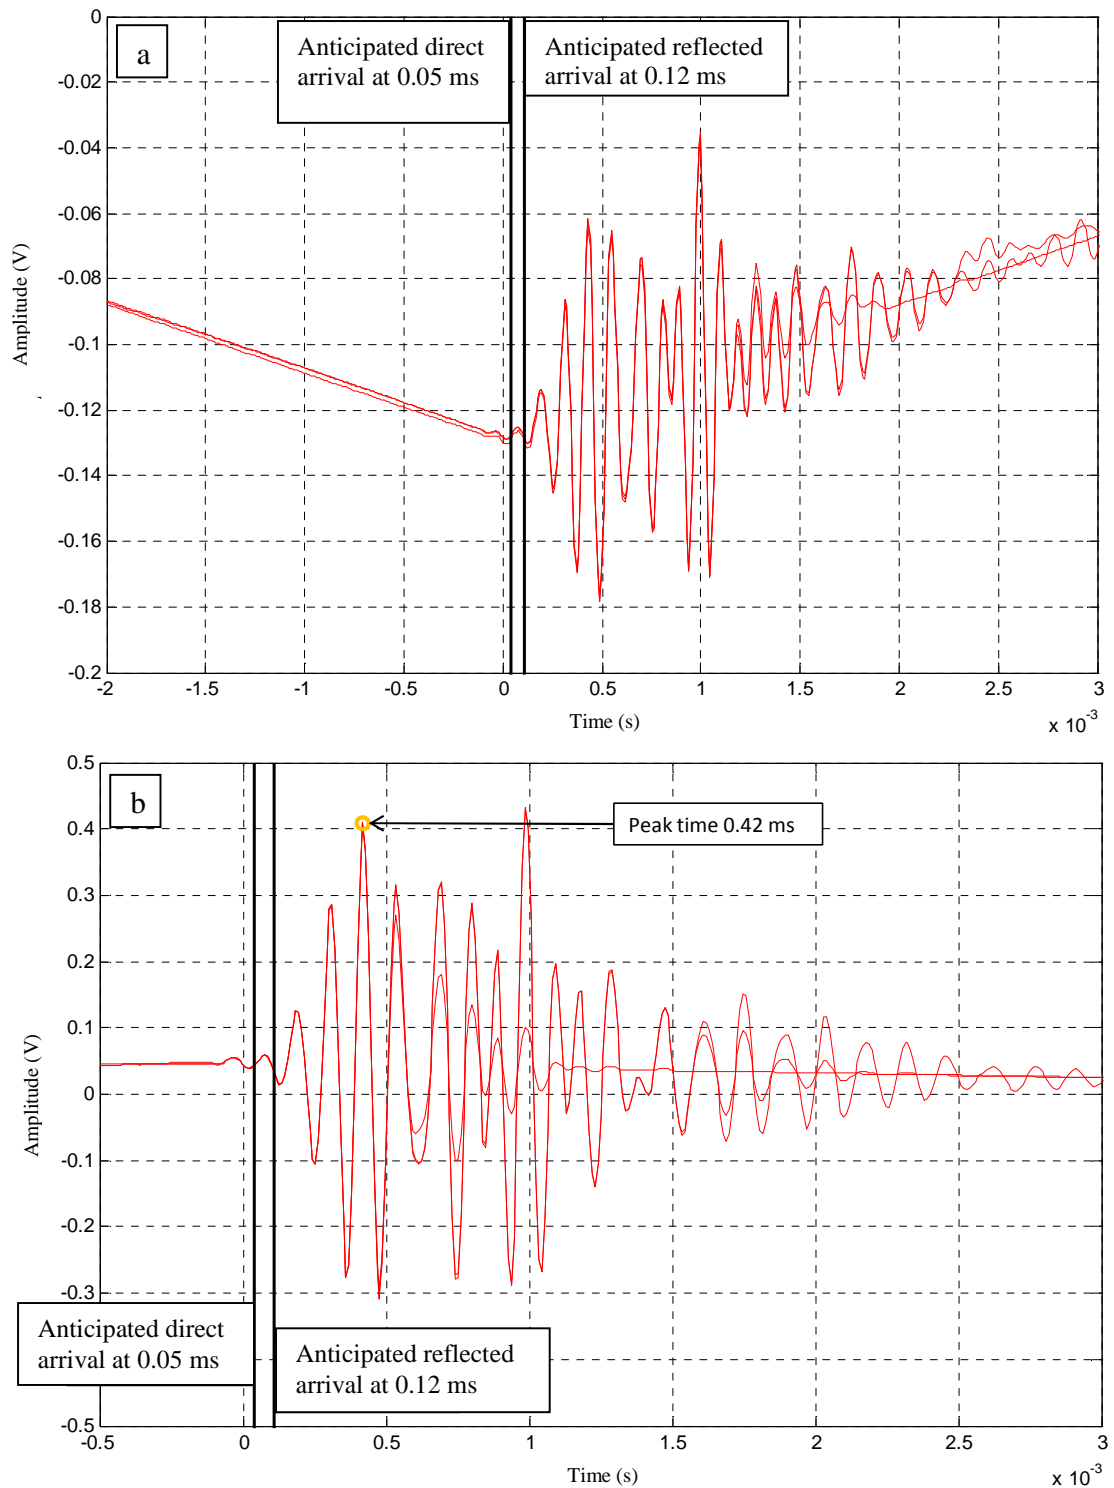 a
Anticipated direct
arrival at 0.05 ms
Anticipated reflected
arrival at 0.12 ms
0
-0.02
-0.04
-0.06
-0.08
-0.1
-0.12
-0.14
-0.16
-0.18
-0.2
Amplitude (V)
-2
-1.5
-1
-0.5
0
0.5
1
1.5
2
2.5
3
Time (s)
x 10^-3
b
Peak time 0.42 ms
0.5
0.4
0.3
0.2
0.1
0
-0.1
-0.2
-0.3
-0.5
Amplitude (V)
Anticipated direct
arrival at 0.05 ms
Anticipated reflected
arrival at 0.12 ms
-0.5
0
0.5
1
1.5
2
2.5
3
Time (s)
x 10^-3